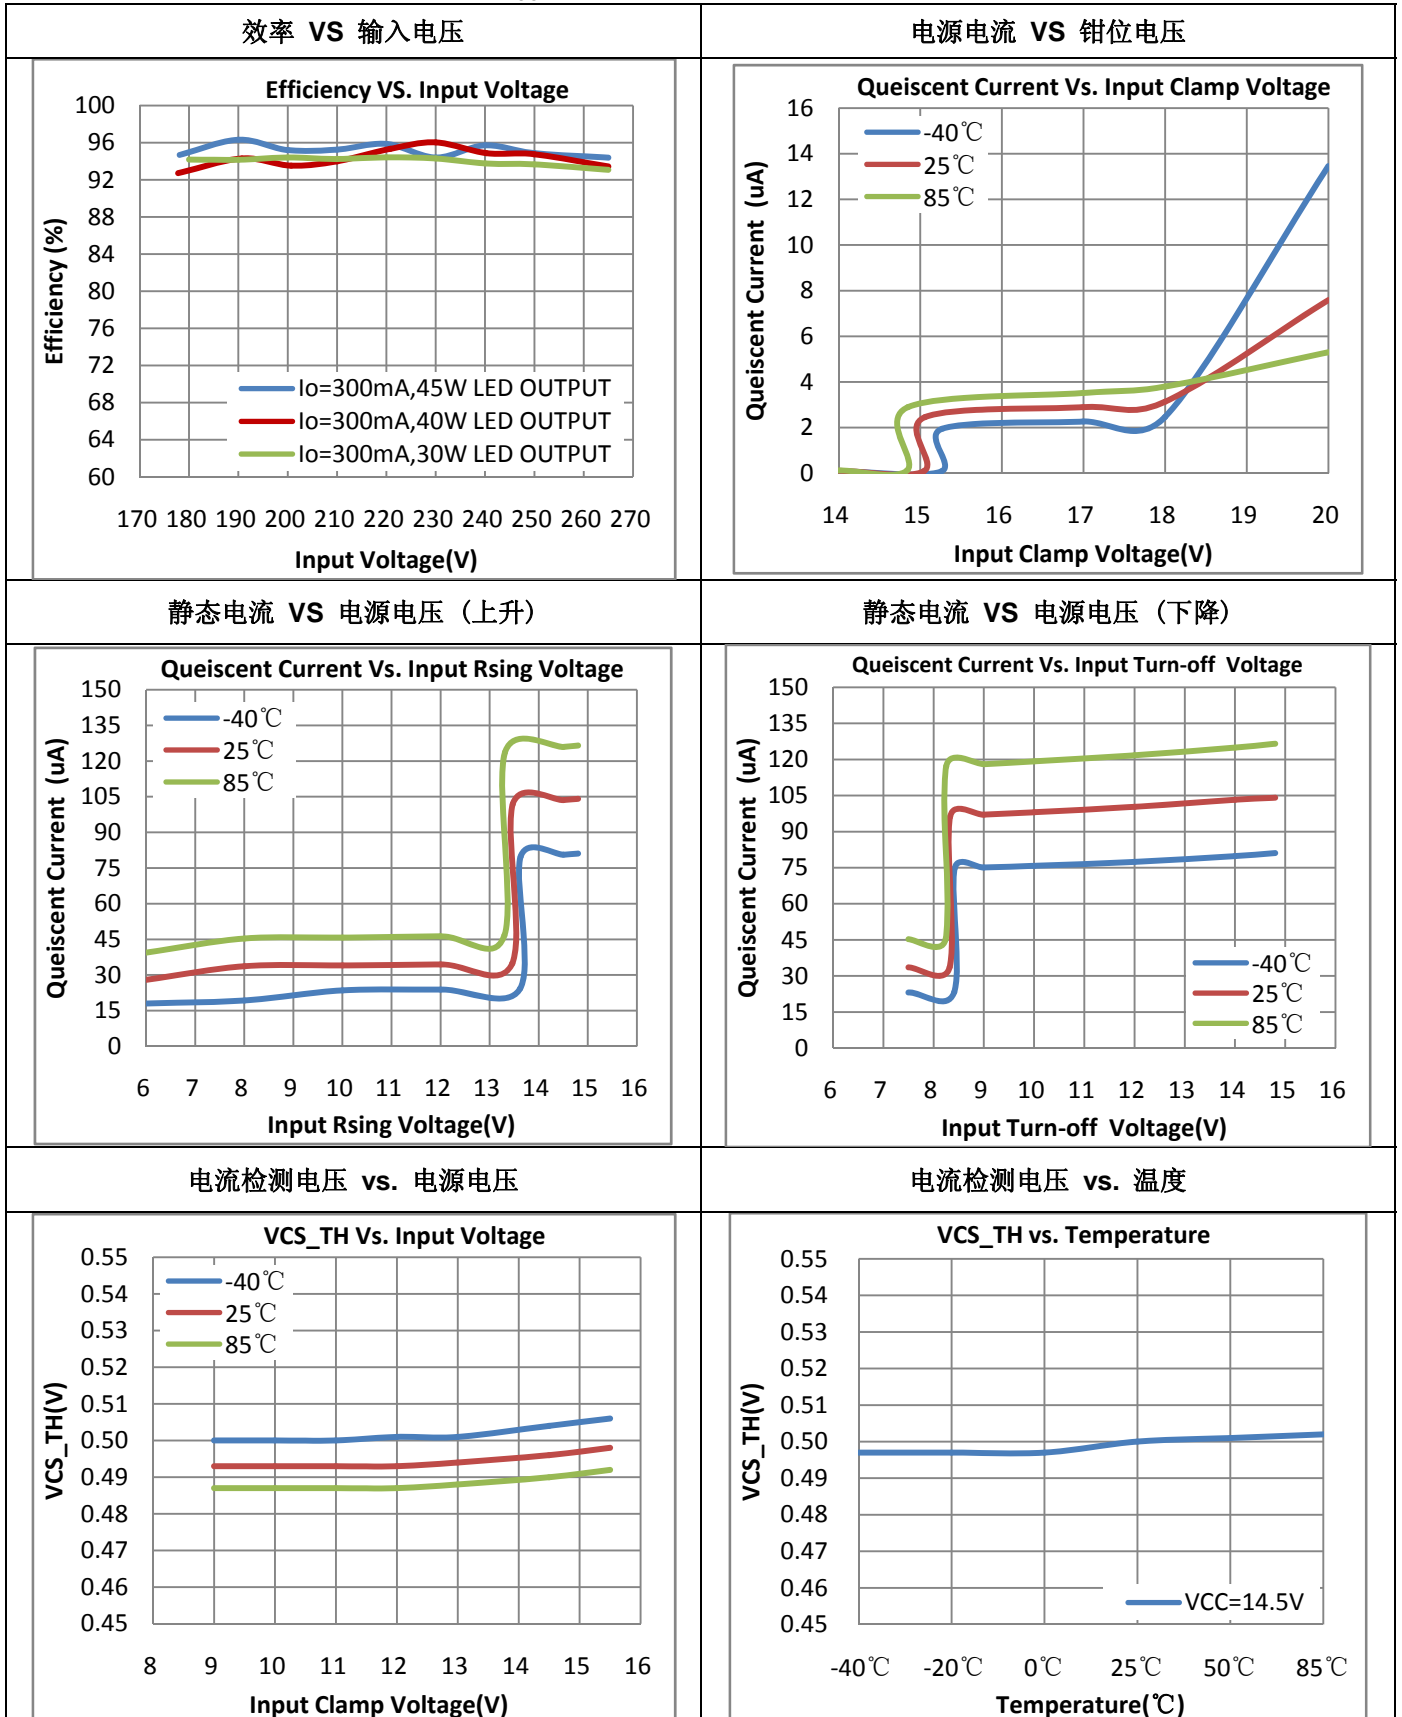 效率 VS 输入电压
电源电流 VS 钳位电压
Efficiency VS. Input Voltage
100
96
92
88
84
80
76
72
68
64
60
Efficiency (%)
Io=300mA,45W LED OUTPUT
Io=300mA,40W LED OUTPUT
Io=300mA,30W LED OUTPUT
170 180 190 200 210 220 230 240 250 260 270
Input Voltage(V)
Queiscent Current Vs. Input Clamp Voltage
16
14
12
10
8
6
4
2
0
Queiscent Current (uA)
-40℃
25℃
85℃
14 15 16 17 18 19 20
Input Clamp Voltage(V)
静态电流 VS 电源电压 (上升)
静态电流 VS 电源电压 (下降)
Queiscent Current Vs. Input Rsing Voltage
150
135
120
105
90
75
60
45
30
15
0
Queiscent Current (uA)
-40℃
25℃
85℃
6 7 8 9 10 11 12 13 14 15 16
Input Rsing Voltage(V)
Queiscent Current Vs. Input Turn-off Voltage
150
135
120
105
90
75
60
45
30
15
0
Queiscent Current (uA)
-40℃
25℃
85℃
6 7 8 9 10 11 12 13 14 15 16
Input Turn-off Voltage(V)
电流检测电压 vs. 电源电压
电流检测电压 vs. 温度
VCS_TH Vs. Input Voltage
0.55
0.54
0.53
0.52
0.51
0.50
0.49
0.48
0.47
0.46
0.45
VCS_TH(V)
-40℃
25℃
85℃
8 9 10 11 12 13 14 15 16
Input Clamp Voltage(V)
VCS_TH vs. Temperature
0.55
0.54
0.53
0.52
0.51
0.50
0.49
0.48
0.47
0.46
0.45
VCS_TH(V)
VCC=14.5V
-40℃ -20℃ 0℃ 25℃ 50℃ 85℃
Temperature(℃)